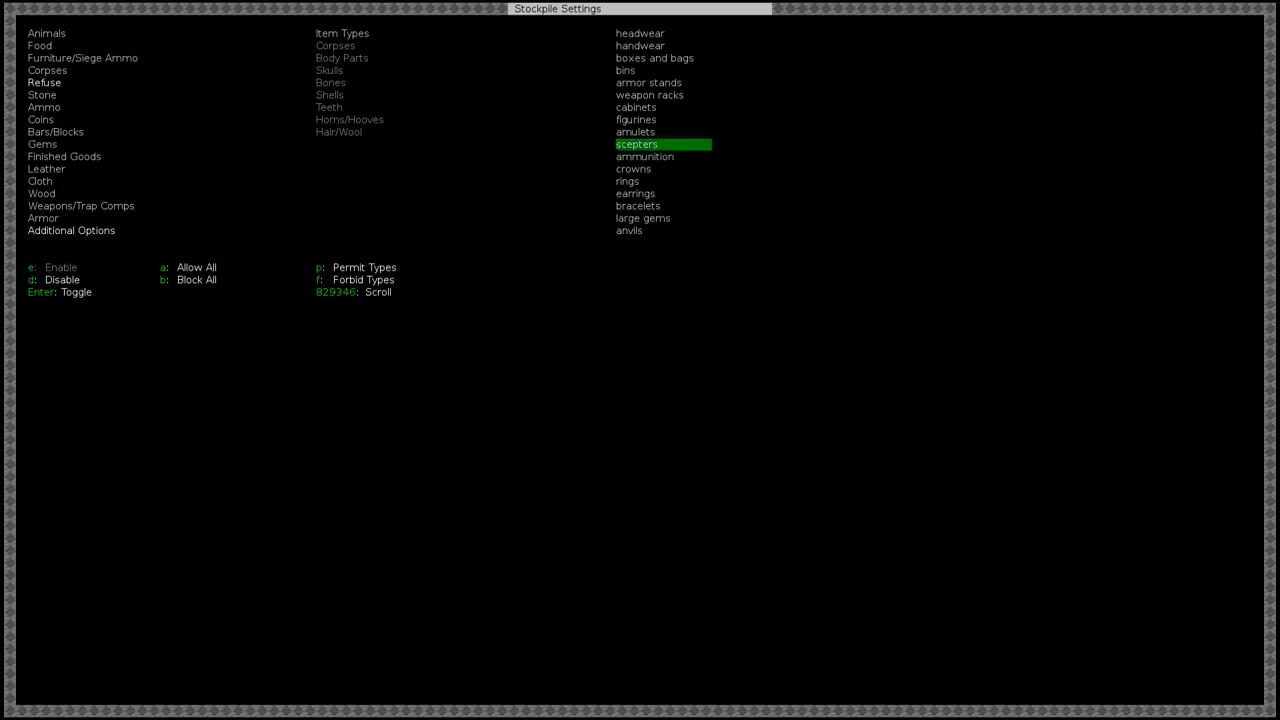 Stockpile Settings
Animals Item Types headwear
Food Corpses handwear
Furniture/Siege Ammo Body Parts boxes and bags
Corpses Skulls bins
Refuse Bones armor stands
Stone Shells weapon racks
Ammo Teeth cabinets
Coins Horns/Hooves figurines
Bars/Blocks Hair/Wool amulets
Gems scepters
Finished Goods ammunition
Leather crowns
Cloth rings
Wood earrings
Weapons/Trap Comps bracelets
Armor large gems
Additional Options anvils
e: Enable a: Allow All p: Permit Types
d: Disable b: Block All f: Forbid Types
Enter: Toggle 829346: Scroll